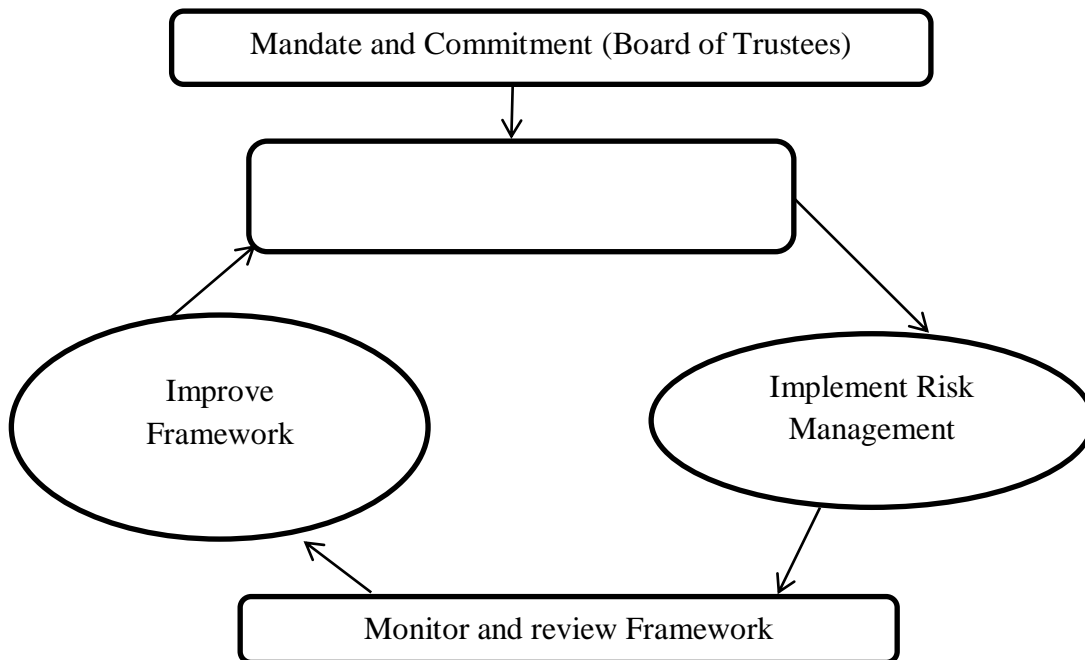 Mandate and Commitment (Board of Trustees)
Improve
Framework
Implement Risk
Management
Monitor and review Framework